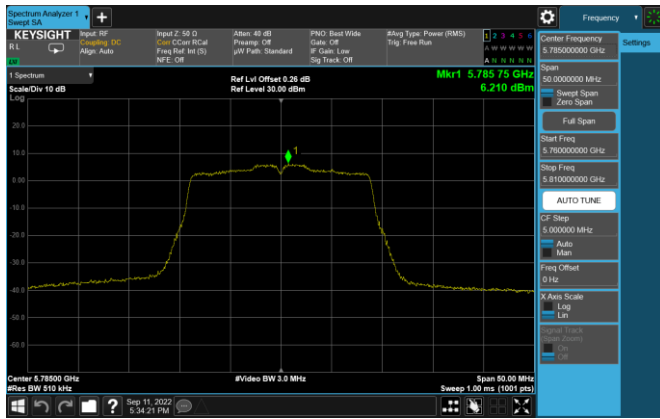 Spectrum Analyzer 1
Swept SA
Frequency
KEYSIGHT
R L
LXI
Input: RF
Coupling: DC
Align: Auto
Input Z: 50 Ω
Corr CCorr RCal
Freq Ref: Int (S)
NFE: Off
Atten: 40 dB
Preamp: Off
µW Path: Standard
PNO: Best Wide
Gate: Off
IF Gain: Low
Sig Track: Off
#Avg Type: Power (RMS)
Trig: Free Run
1 2 3 4 5 6
A W W W W W
A N N N N N
1 Spectrum
Scale/Div 10 dB
Log
Ref Lvl Offset 0.26 dB
Ref Level 30.00 dBm
Mkr1 5.785 75 GHz
6.210 dBm
1
20.0
10.0
0.00
-10.0
-20.0
-30.0
-40.0
-50.0
-60.0
Center 5.78500 GHz
#Res BW 510 kHz
#Video BW 3.0 MHz
Span 50.00 MHz
Sweep 1.00 ms (1001 pts)
Sep 11, 2022
5:34:21 PM
Center Frequency
5.785000000 GHz
Settings
Span
50.0000000 MHz
Swept Span
Zero Span
Full Span
Start Freq
5.760000000 GHz
Stop Freq
5.810000000 GHz
AUTO TUNE
CF Step
5.000000 MHz
Auto
Man
Freq Offset
0 Hz
X Axis Scale
Log
Lin
Signal Track
(Span Zoom)
On
Off